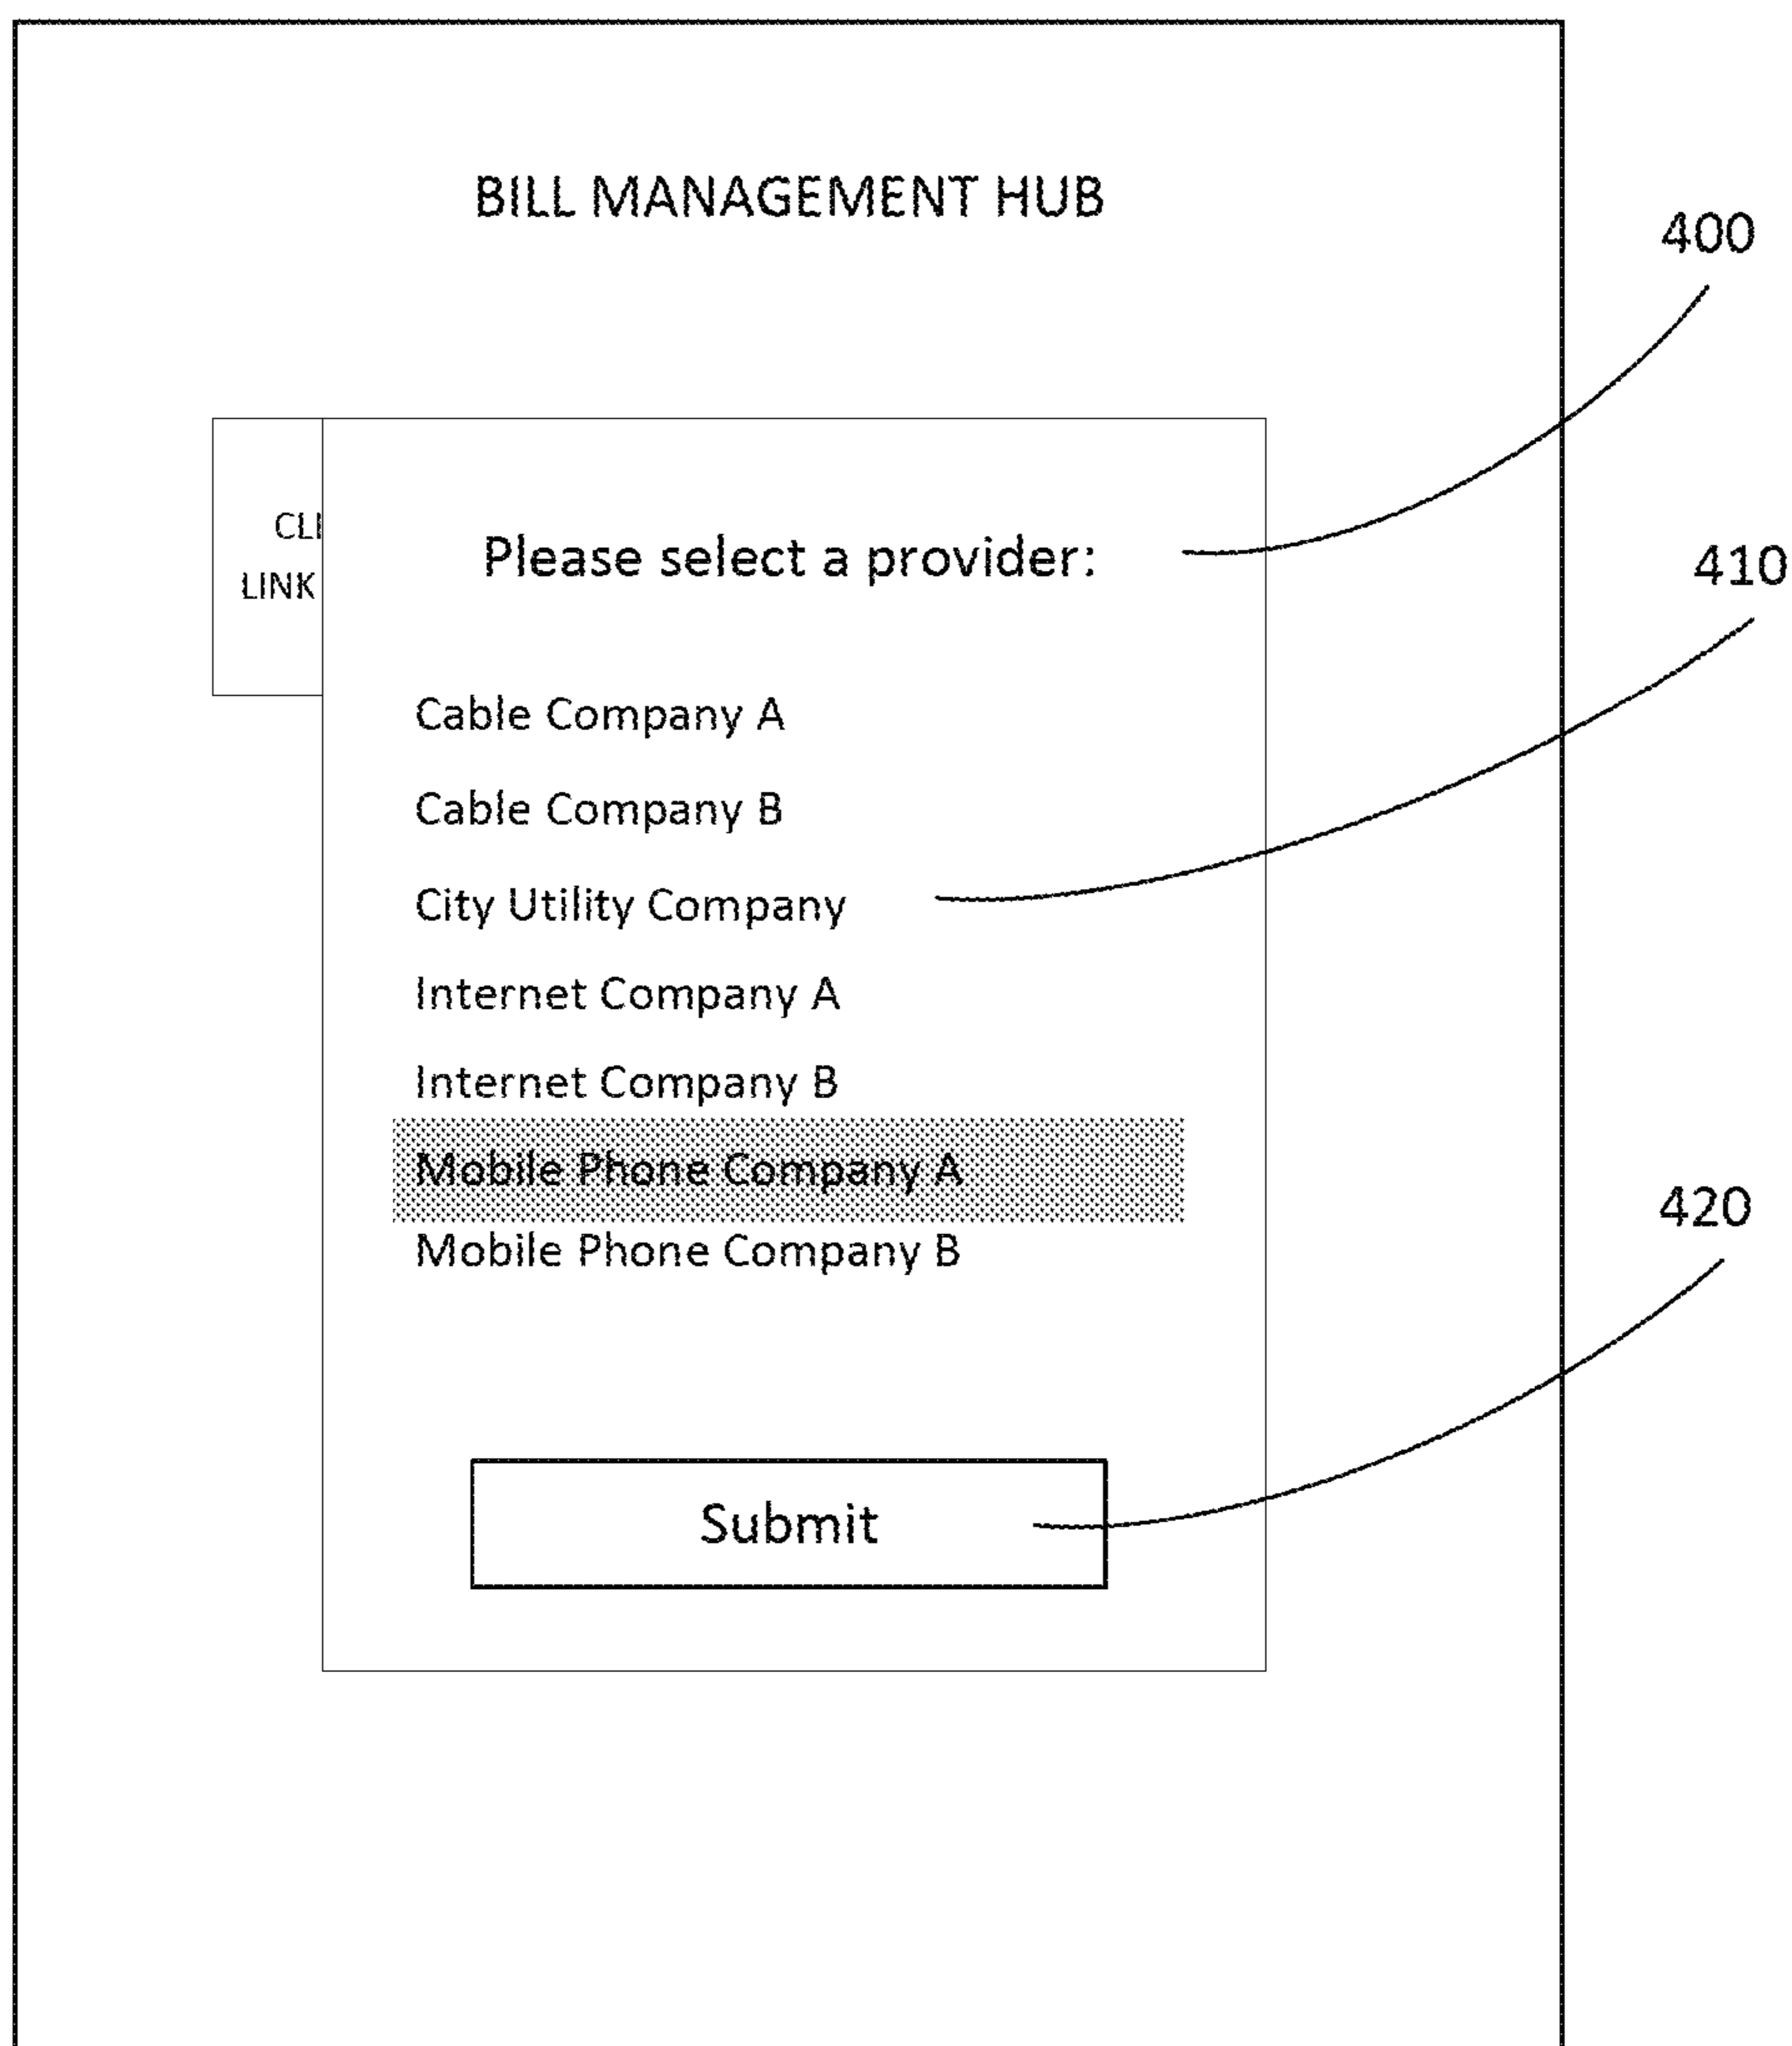 BILL MANAGEMENT HUB
400
410
CLI
LINK
Please select a provider:
Cable Company A
Cable Company B
City Utility Company
Internet Company A
Internet Company B
Mobile Phone Company A
Mobile Phone Company B
420
Submit